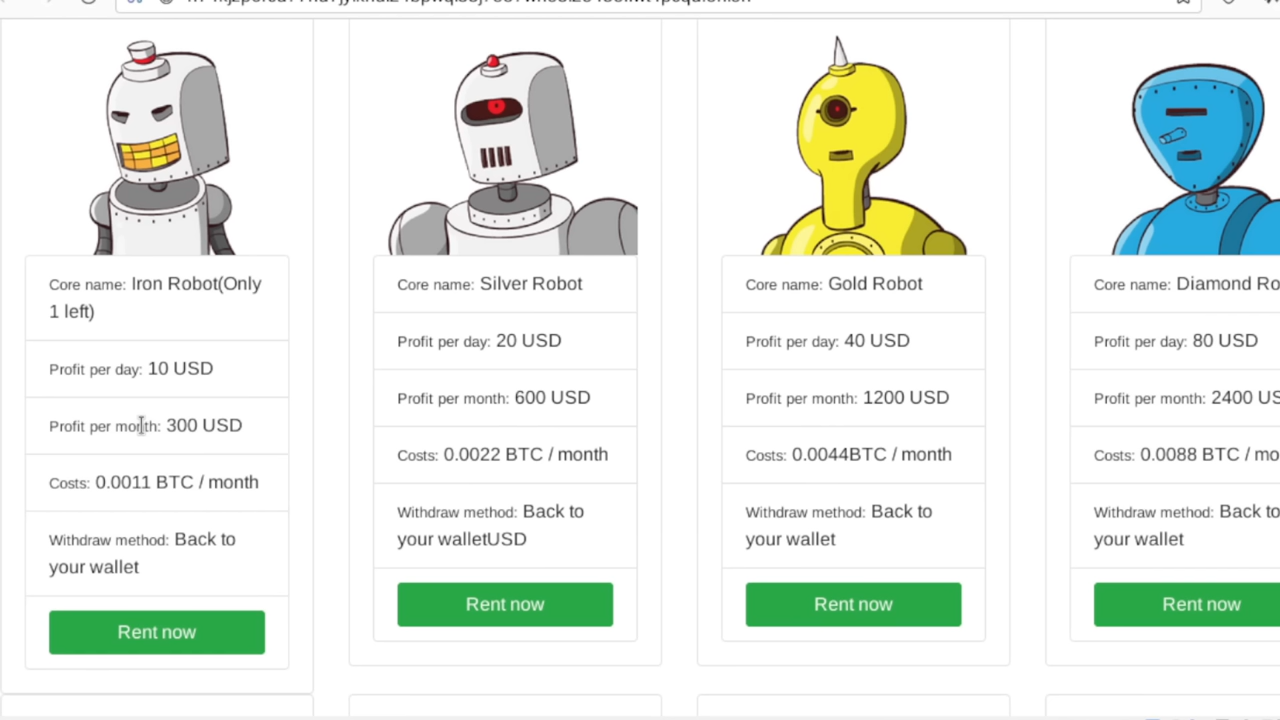 Core name: Iron Robot(Only
1 left)
Profit per day: 10 USD
Profit per month: 300 USD
Costs: 0.0011 BTC / month
Withdraw method: Back to
your wallet
Rent now
Core name: Silver Robot
Profit per day: 20 USD
Profit per month: 600 USD
Costs: 0.0022 BTC / month
Withdraw method: Back to
your walletUSD
Rent now
Core name: Gold Robot
Profit per day: 40 USD
Profit per month: 1200 USD
Costs: 0.0044BTC / month
Withdraw method: Back to
your wallet
Rent now
Core name: Diamond Ro
Profit per day: 80 USD
Profit per month: 2400 US
Costs: 0.0088 BTC / mo
Withdraw method: Back to
your wallet
Rent now